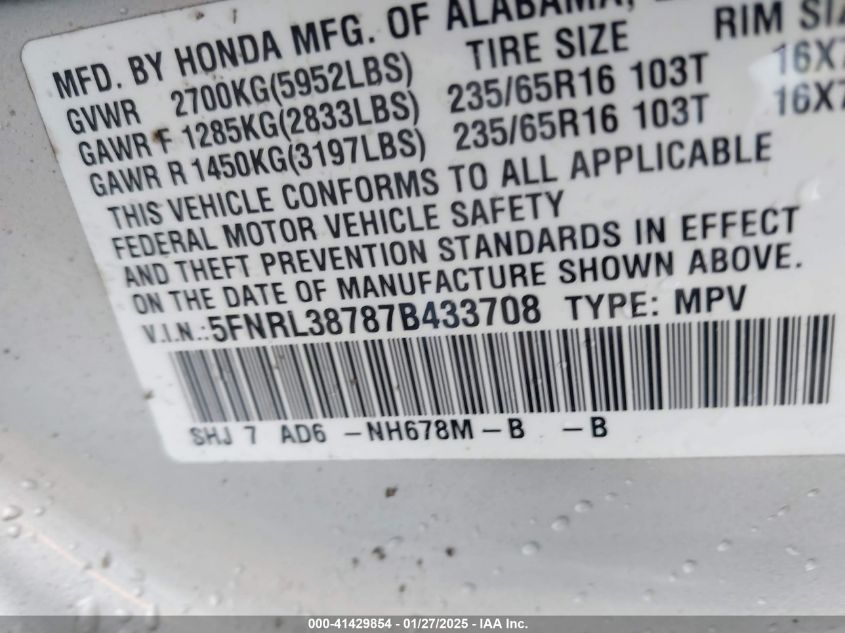 MFD. BY HONDA MFG. OF ALABAMA,
GVWR 2700KG(5952LBS) TIRE SIZE RIM SIZ
GAWR F 1285KG(2833LBS) 235/65R16 103T 16X7
GAWR R 1450KG(3197LBS) 235/65R16 103T 16X7
THIS VEHICLE CONFORMS TO ALL APPLICABLE
FEDERAL MOTOR VEHICLE SAFETY
AND THEFT PREVENTION STANDARDS IN EFFECT
ON THE DATE OF MANUFACTURE SHOWN ABOVE.
V.I.N.:5FNRL38787B433708 TYPE: MPV
SHJ 7 AD6 -NH678M-B -B
000-41429854 - 01/27/2025 - IAA Inc.